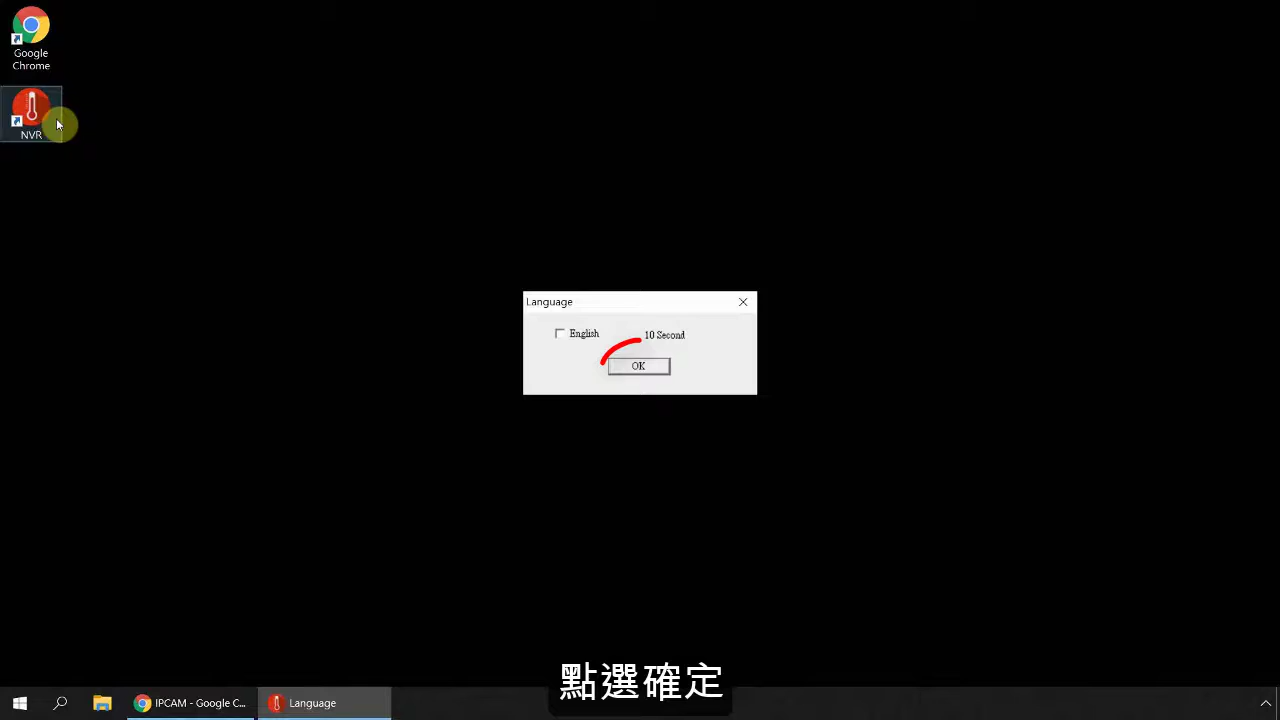 Google
Chrome
NVR
Language
English
10 Second
OK
點選確定
IPCAM - Google C...
Language